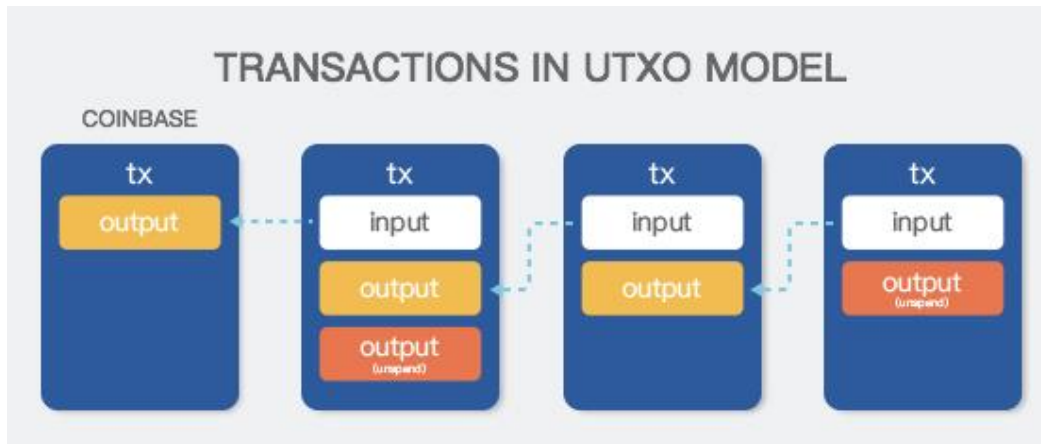 TRANSACTIONS IN UTXO MODEL
COINBASE
tx
output
tx
input
output
output
(unspend)
tx
input
output
tx
input
output
(unspend)